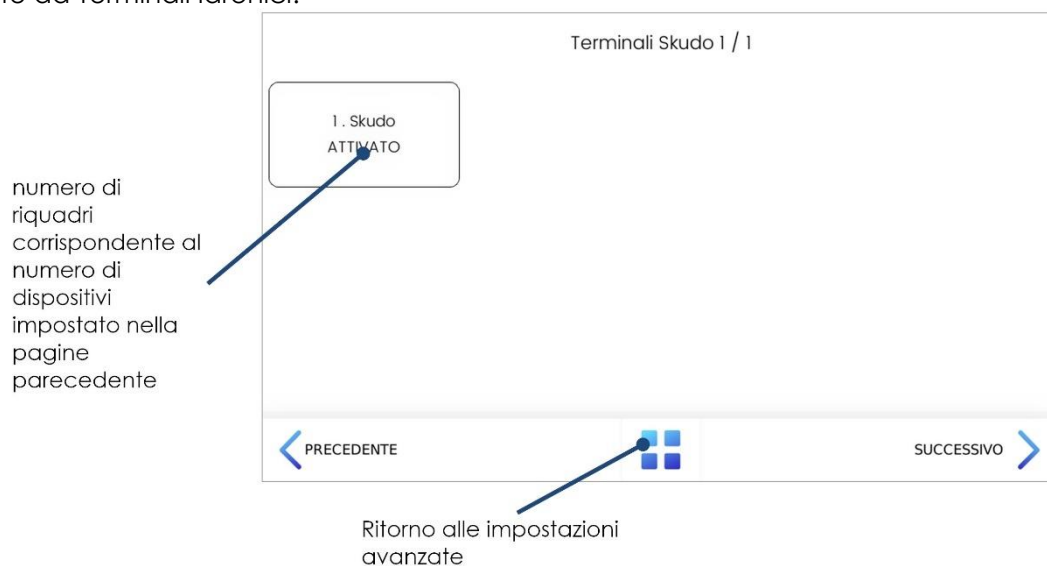 Terminali Skudo 1 / 1
1 . Skudo
ATTIVATO
numero di
riquadri
corrispondente al
numero di
dispositivi
impostato nella
pagine
parecedente
PRECEDENTE
SUCCESSIVO
Ritorno alle impostazioni
avanzate